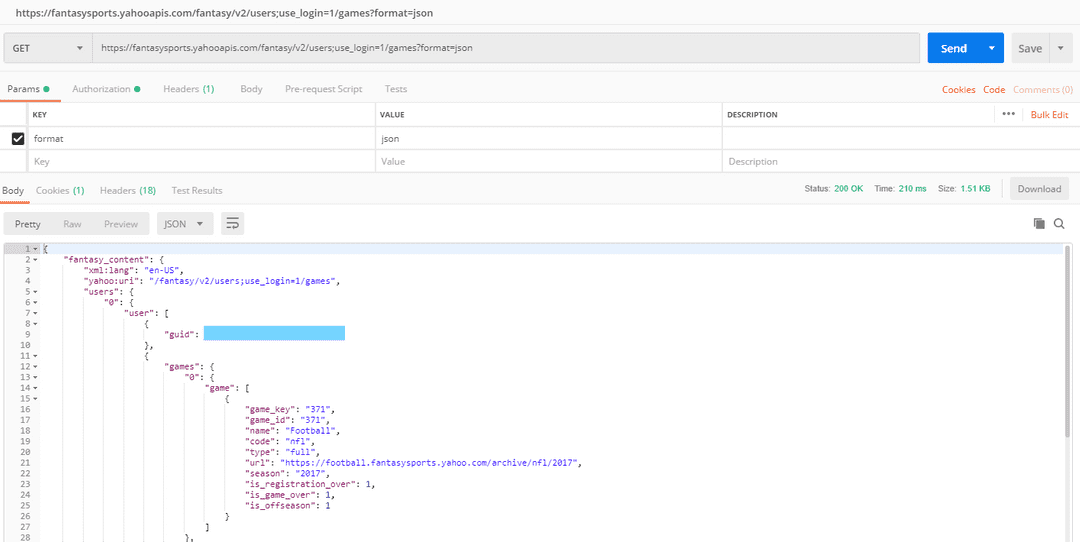 https://fantasysports.yahooapis.com/fantasy/v2/users;use_login=1/games?format=json
GET https://fantasysports.yahooapis.com/fantasy/v2/users;use_login=1/games?format=json Send Save
Params Authorization Headers (1) Body Pre-request Script Tests Cookies Code Comments (0)
KEY VALUE DESCRIPTION ••• Bulk Edit
format json
Key Value Description
Body Cookies (1) Headers (18) Test Results Status: 200 OK Time: 210 ms Size: 1.51 KB Download
Pretty Raw Preview JSON
1 {
2 "fantasy_content": {
3 "xml:lang": "en-US",
4 "yahoo:uri": "/fantasy/v2/users;use_login=1/games",
5 "users": {
6 "0": {
7 "user": [
8 {
9 "guid":
10 },
11 {
12 "games": {
13 "0": {
14 "game": [
15 {
16 "game_key": "371",
17 "game_id": "371",
18 "name": "Football",
19 "code": "nfl",
20 "type": "full",
21 "url": "https://football.fantasysports.yahoo.com/archive/nfl/2017",
22 "season": "2017",
23 "is_registration_over": 1,
24 "is_game_over": 1,
25 "is_offseason": 1
26 }
27 ]
28 },